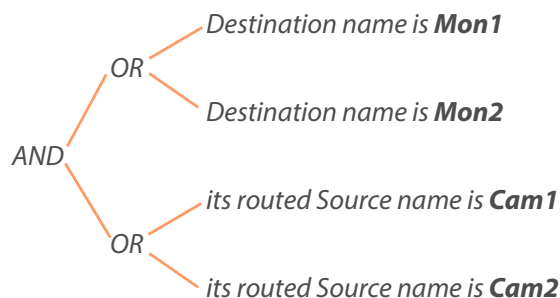 Destination name is Mon1
OR
Destination name is Mon2
AND
its routed Source name is Cam1
OR
its routed Source name is Cam2